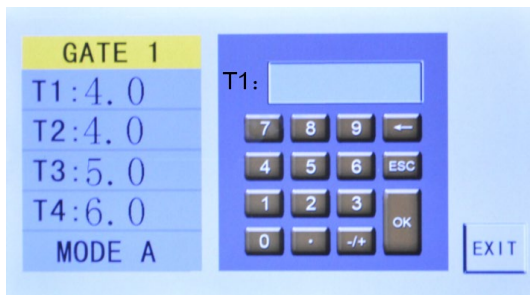 GATE 1
T1:4.0
T2:4.0
T3:5.0
T4:6.0
MODE A
T1:
7 8 9 ←
4 5 6 ESC
1 2 3 OK
0 . -/+
EXIT